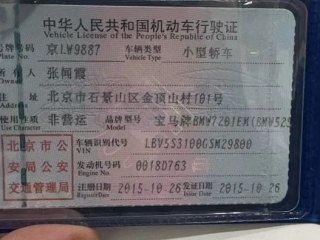 中华人民共和国机动车行驶证
Vehicle License of the People's Republic of China
号牌号码 京LW9887 车辆类型 小型轿车
Plate No. Vehicle Type
所有人 张闻霞
Owner
住 址 北京市石景山区金顶山村101号
Address
使用性质 非营运 品牌型号 宝马牌BMW7201EM(BMW529
Use Character Model
北京市公 车辆识别代号 LBV5S3100GSM29800
VIN
安局公安 发动机号码 0018D763
Engine No.
交通管理局 注册日期 2015-10-26 发证日期 2015-10-26
Register Date Issue Date